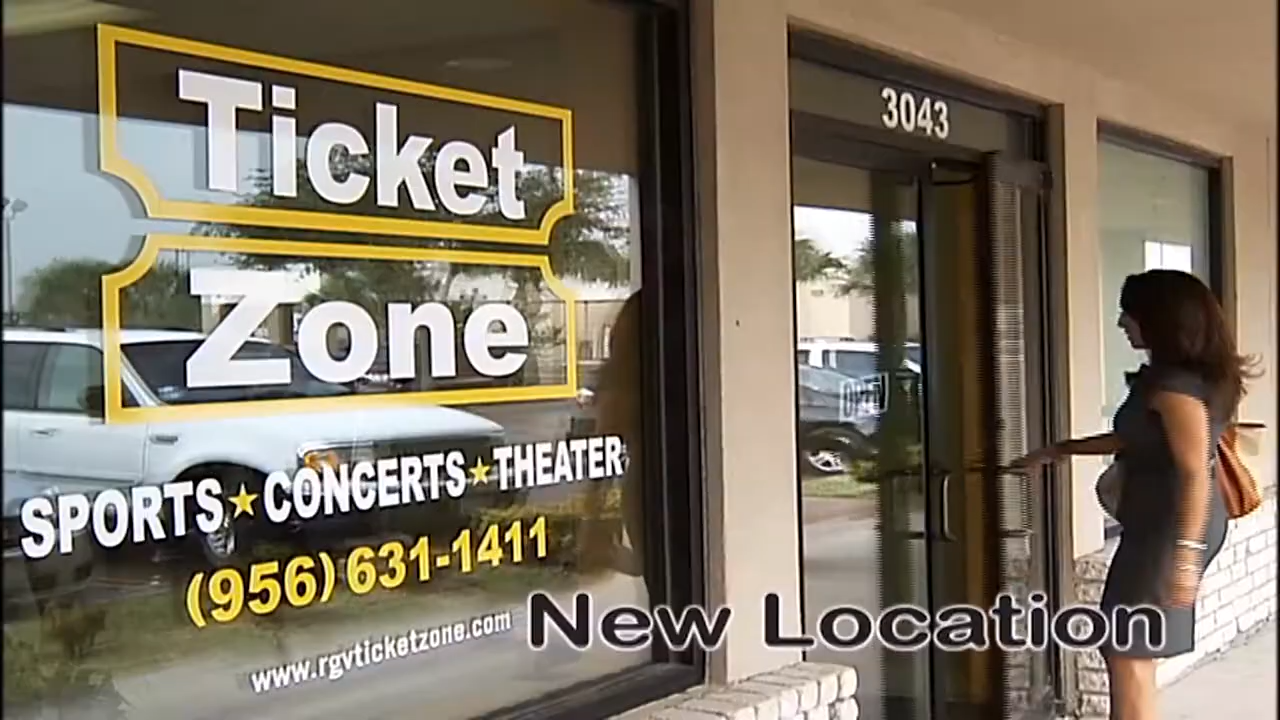 Ticket
Zone
SPORTS★CONCERTS★THEATER
(956) 631-1411
www.rgvticketzone.com
3043
New Location